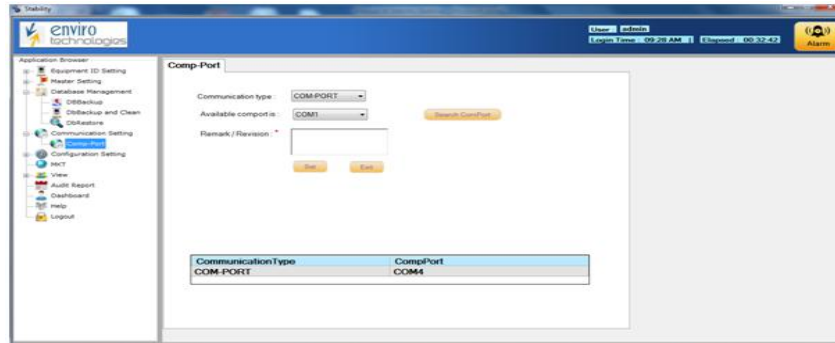 Stability
enviro
technologies
User : admin
Login Time : 09:28 AM | Elapsed : 00:32:42
Alarm
Application Browser
Equipment ID Setting
Master Setting
Database Management
DBBackup
DbBackup and Clean
DbRestore
Communication Setting
Comp-Port
Configuration Setting
MKT
View
Audit Report
Dashboard
Help
Logout
Comp-Port
Communication type :
COM-PORT
Available comport is :
COM1
Search ComPort
Remark / Revision : *
Set
Exit
CommunicationType CompPort
COM-PORT COM4